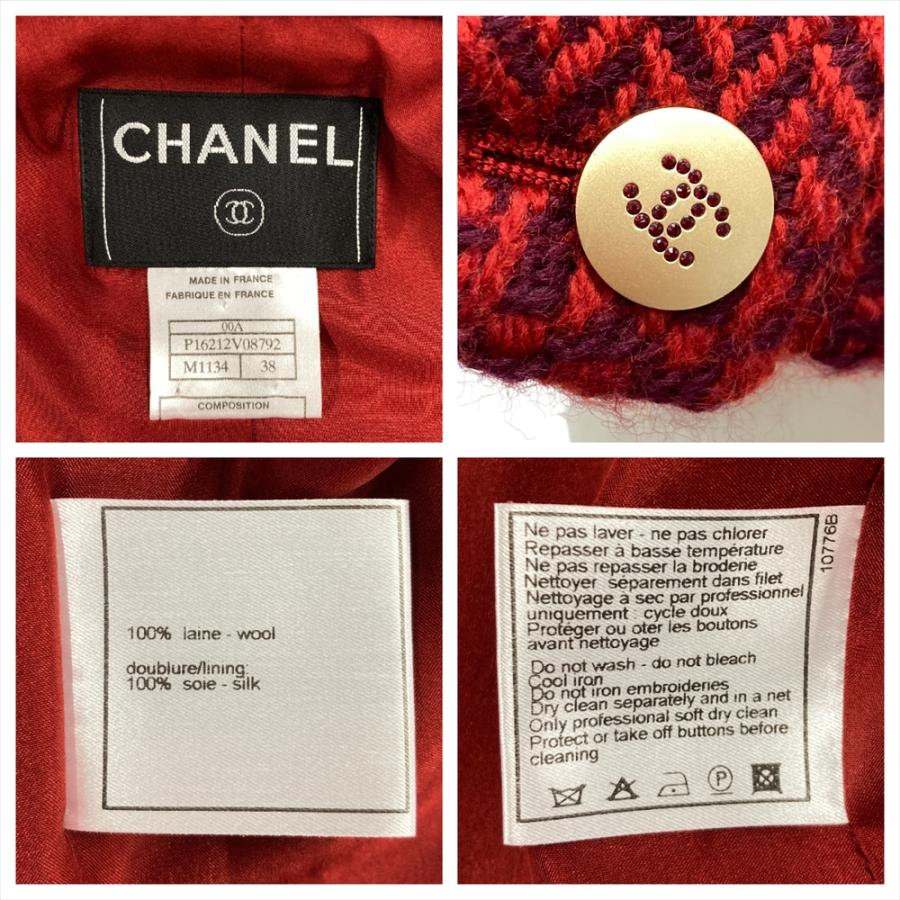 CHANEL
MADE IN FRANCE
FABRIQUE EN FRANCE
00A
P16212V08792
M1134 38
COMPOSITION
100% laine - wool
doublure/lining:
100% soie - silk
Ne pas laver - ne pas chlorer
Repasser à basse température
Ne pas repasser la broderie
Nettoyer séparement dans filet
Nettoyage à sec par professionnel
uniquement : cycle doux
Protéger ou oter les boutons
avant nettoyage
Do not wash - do not bleach
Cool iron
Do not iron embroideries
Dry clean separately and in a net
Only professional soft dry clean
Protect or take off buttons before
cleaning
P
10776B